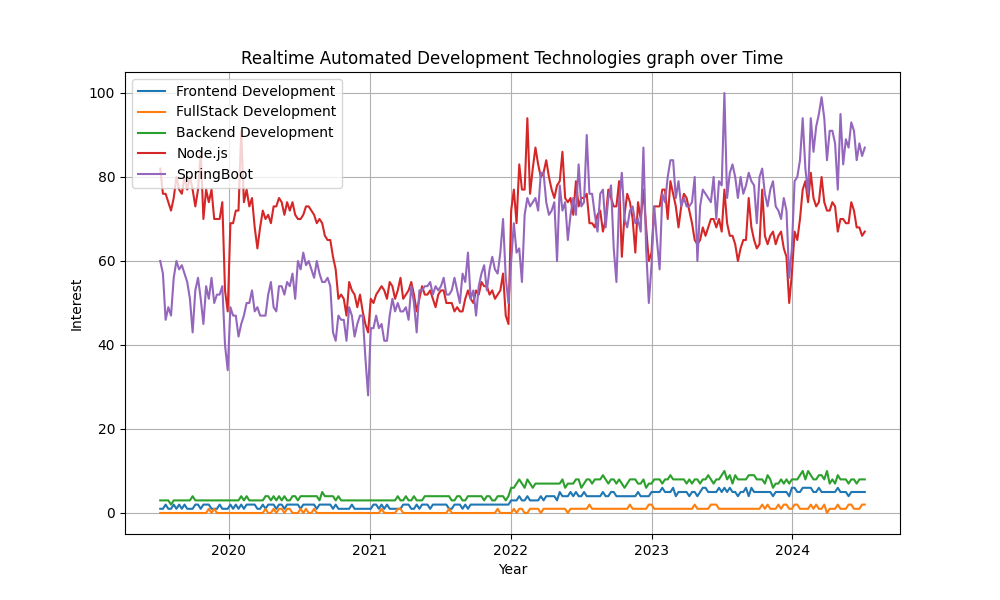 Realtime Automated Development Technologies graph over Time
100
80
60
40
20
0
Interest
Frontend Development
FullStack Development
Backend Development
Node.js
SpringBoot
2020
2021
2022
2023
2024
Year